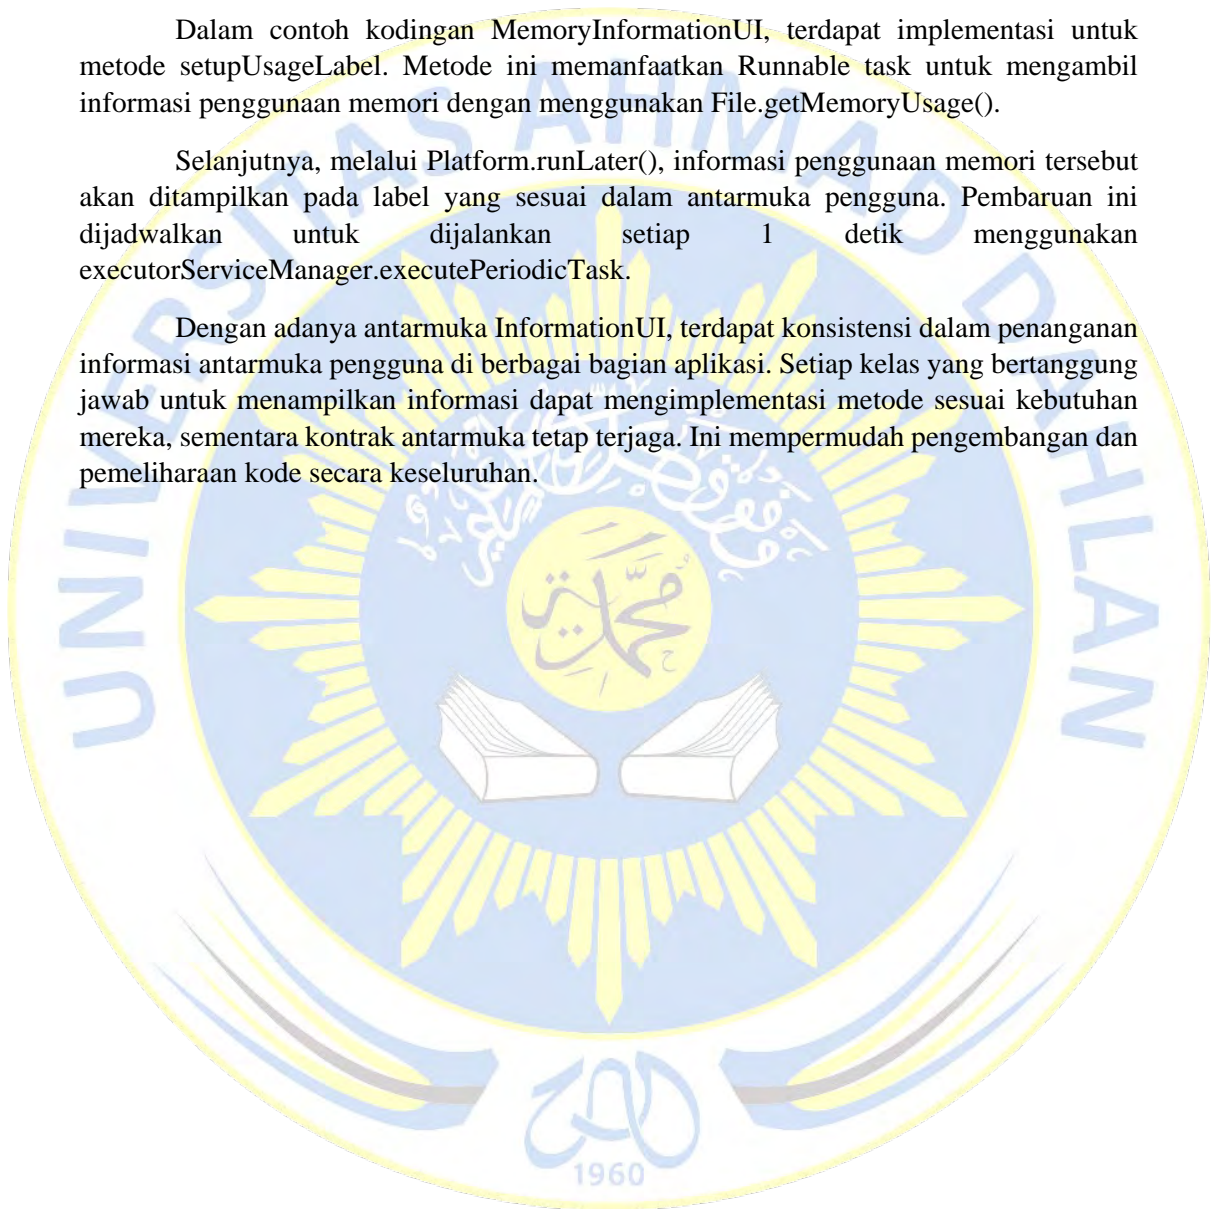 Dalam contoh kodingan MemoryInformationUI, terdapat implementasi untuk
metode setupUsageLabel. Metode ini memanfaatkan Runnable task untuk mengambil
informasi penggunaan memori dengan menggunakan File.getMemoryUsage().
Selanjutnya, melalui Platform.runLater(), informasi penggunaan memori tersebut
akan ditampilkan pada label yang sesuai dalam antarmuka pengguna. Pembaruan ini
dijadwalkan untuk dijalankan setiap 1 detik menggunakan
executorServiceManager.executePeriodicTask.
Dengan adanya antarmuka InformationUI, terdapat konsistensi dalam penanganan
informasi antarmuka pengguna di berbagai bagian aplikasi. Setiap kelas yang bertanggung
jawab untuk menampilkan informasi dapat mengimplementasi metode sesuai kebutuhan
mereka, sementara kontrak antarmuka tetap terjaga. Ini mempermudah pengembangan dan
pemeliharaan kode secara keseluruhan.
UNIVERSITAS AHMAD DAHLAN
محمدية
1960